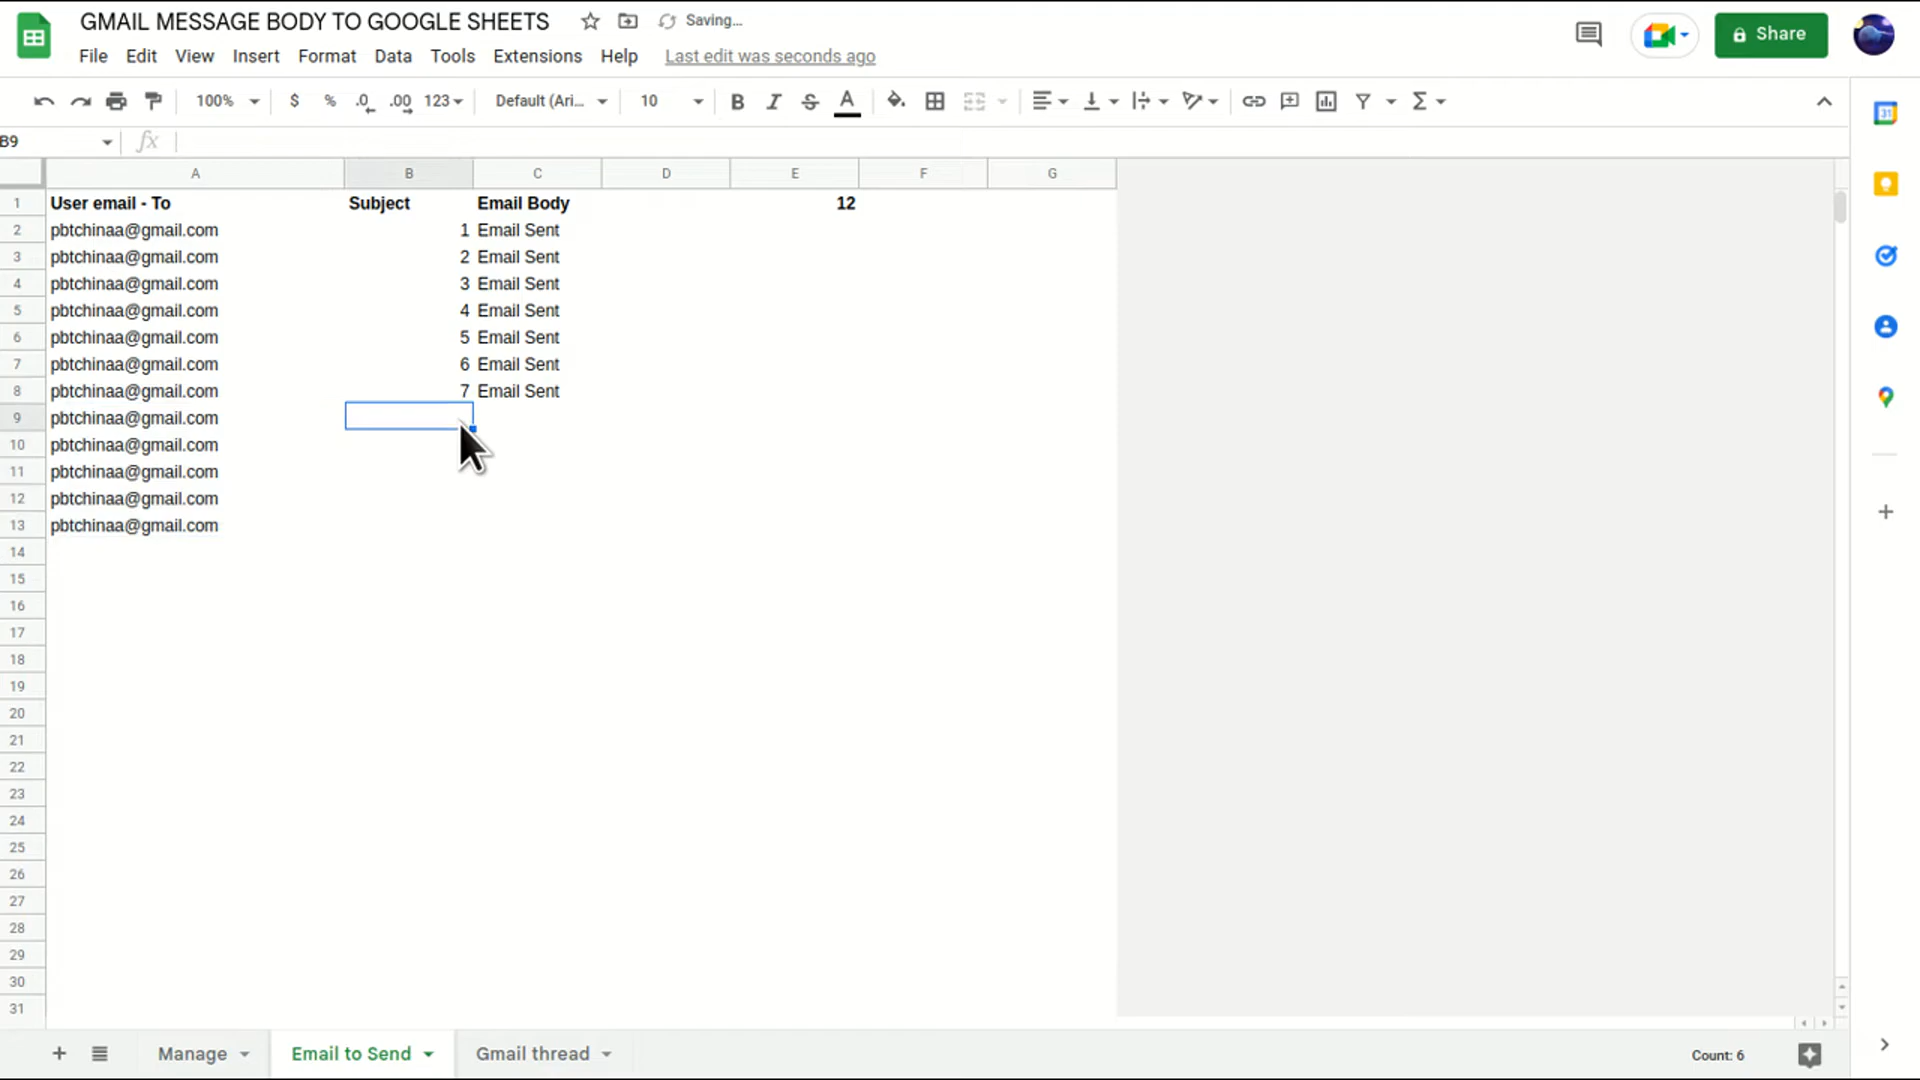 GMAIL MESSAGE BODY TO GOOGLE SHEETS Saving...
File Edit View Insert Format Data Tools Extensions Help Last edit was seconds ago
Share
100% $ % .0 .00 123 Default (Ari... 10 B I S A
B9 fx
A B C D E F G
1 User email - To Subject Email Body 12
2 pbtchinaa@gmail.com 1 Email Sent
3 pbtchinaa@gmail.com 2 Email Sent
4 pbtchinaa@gmail.com 3 Email Sent
5 pbtchinaa@gmail.com 4 Email Sent
6 pbtchinaa@gmail.com 5 Email Sent
7 pbtchinaa@gmail.com 6 Email Sent
8 pbtchinaa@gmail.com 7 Email Sent
9 pbtchinaa@gmail.com
10 pbtchinaa@gmail.com
11 pbtchinaa@gmail.com
12 pbtchinaa@gmail.com
13 pbtchinaa@gmail.com
14
15
16
17
18
19
20
21
22
23
24
25
26
27
28
29
30
31
Manage Email to Send Gmail thread Count: 6
31